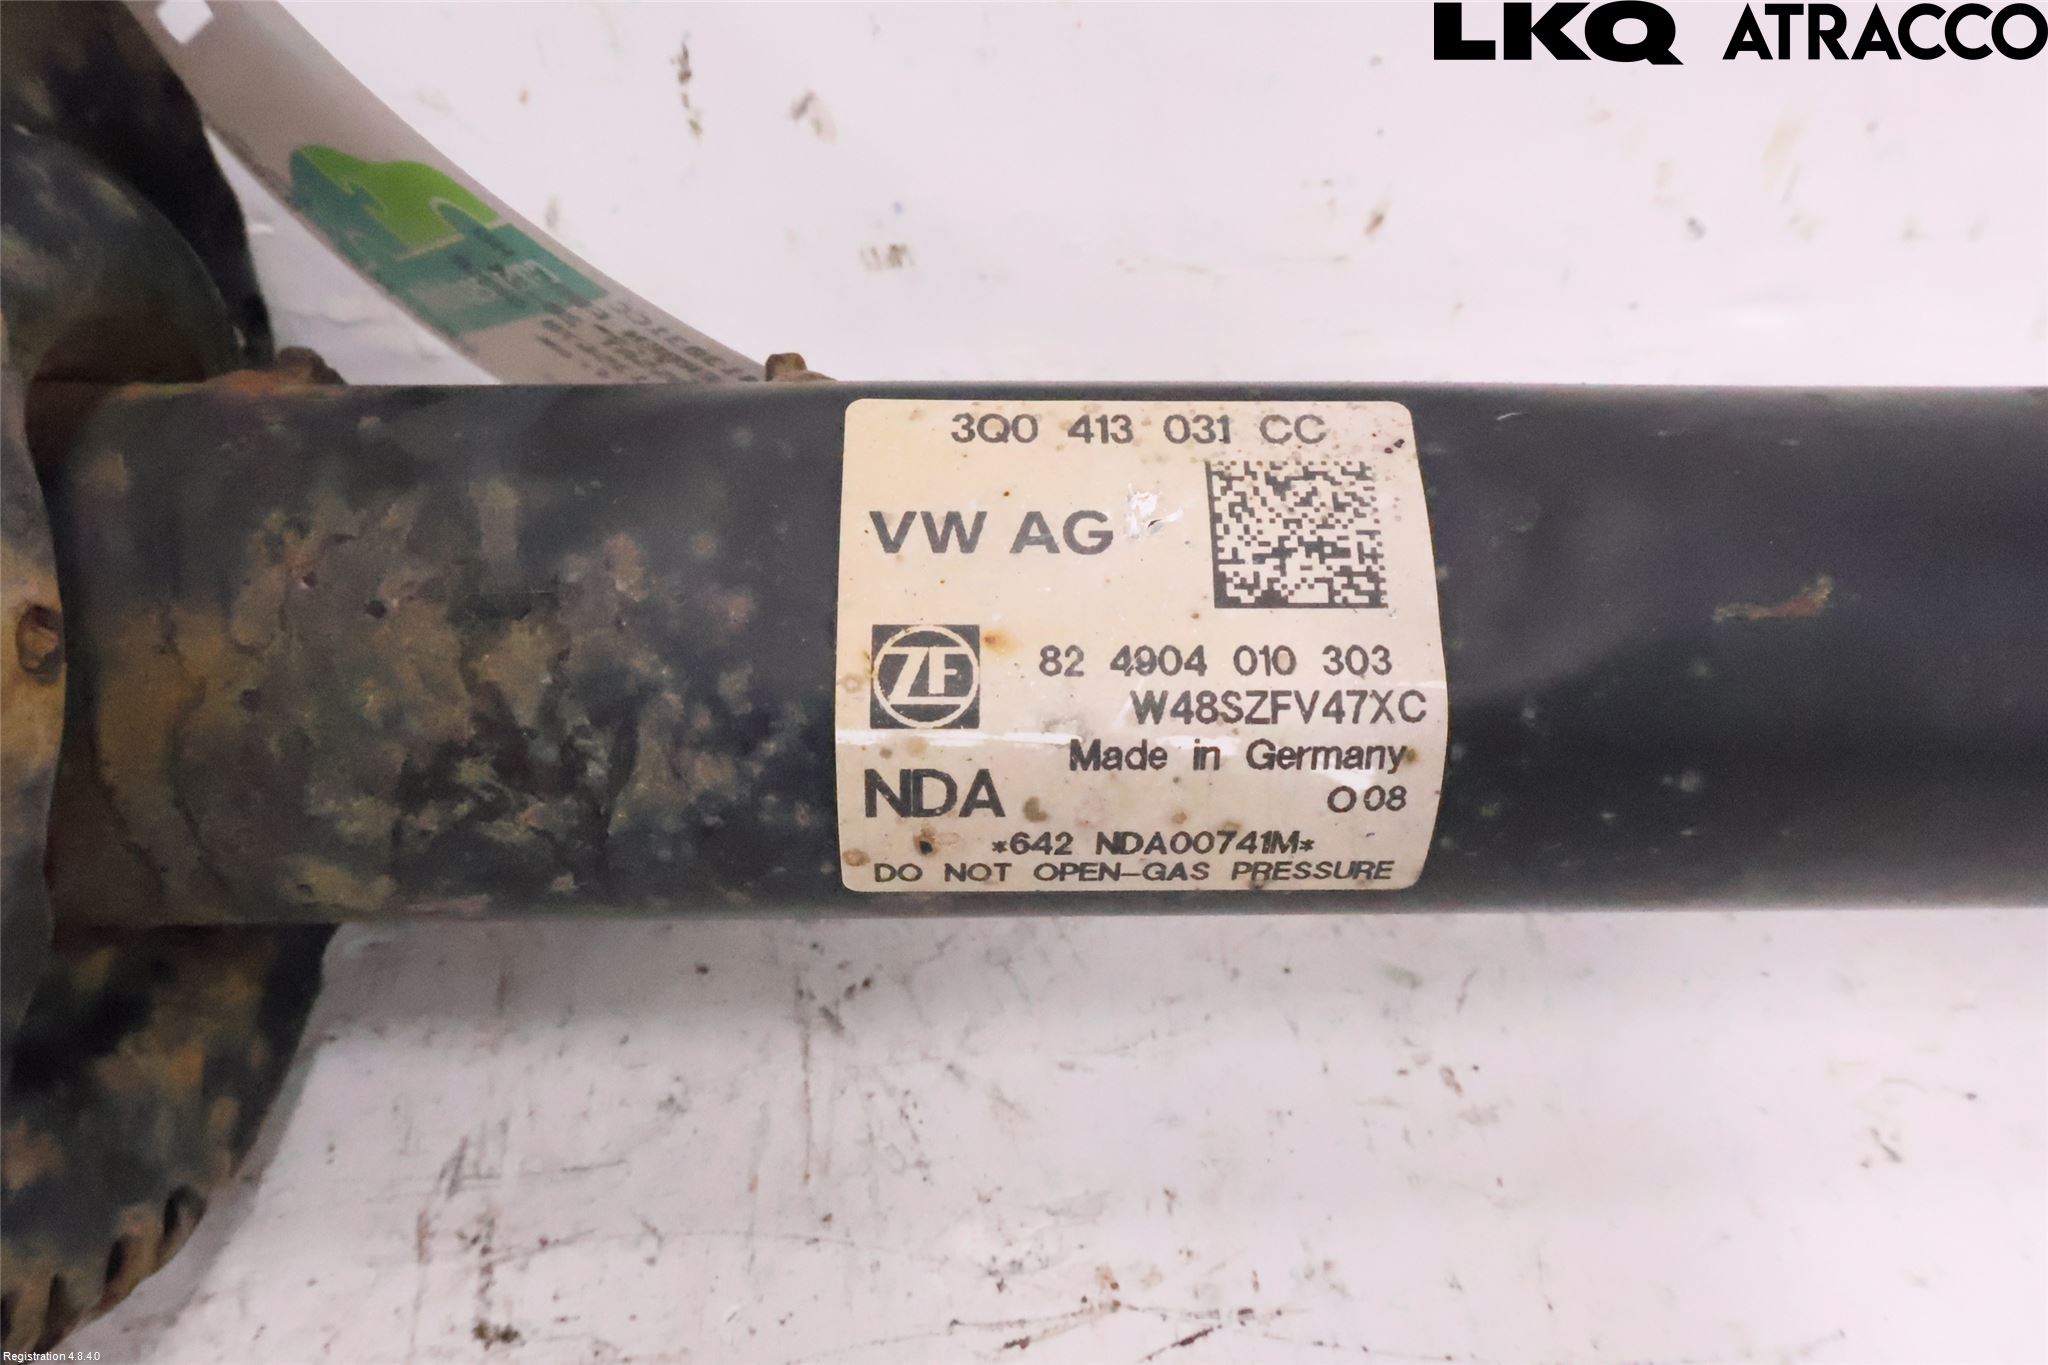 LKQ ATRACCO
3Q0 413 031 CC
VW AG
ZF
82 4904 010 303
W48SZFV47XC
Made in Germany
NDA
O 08
*642 NDA00741M*
DO NOT OPEN-GAS PRESSURE
Registration 4.8.4.0